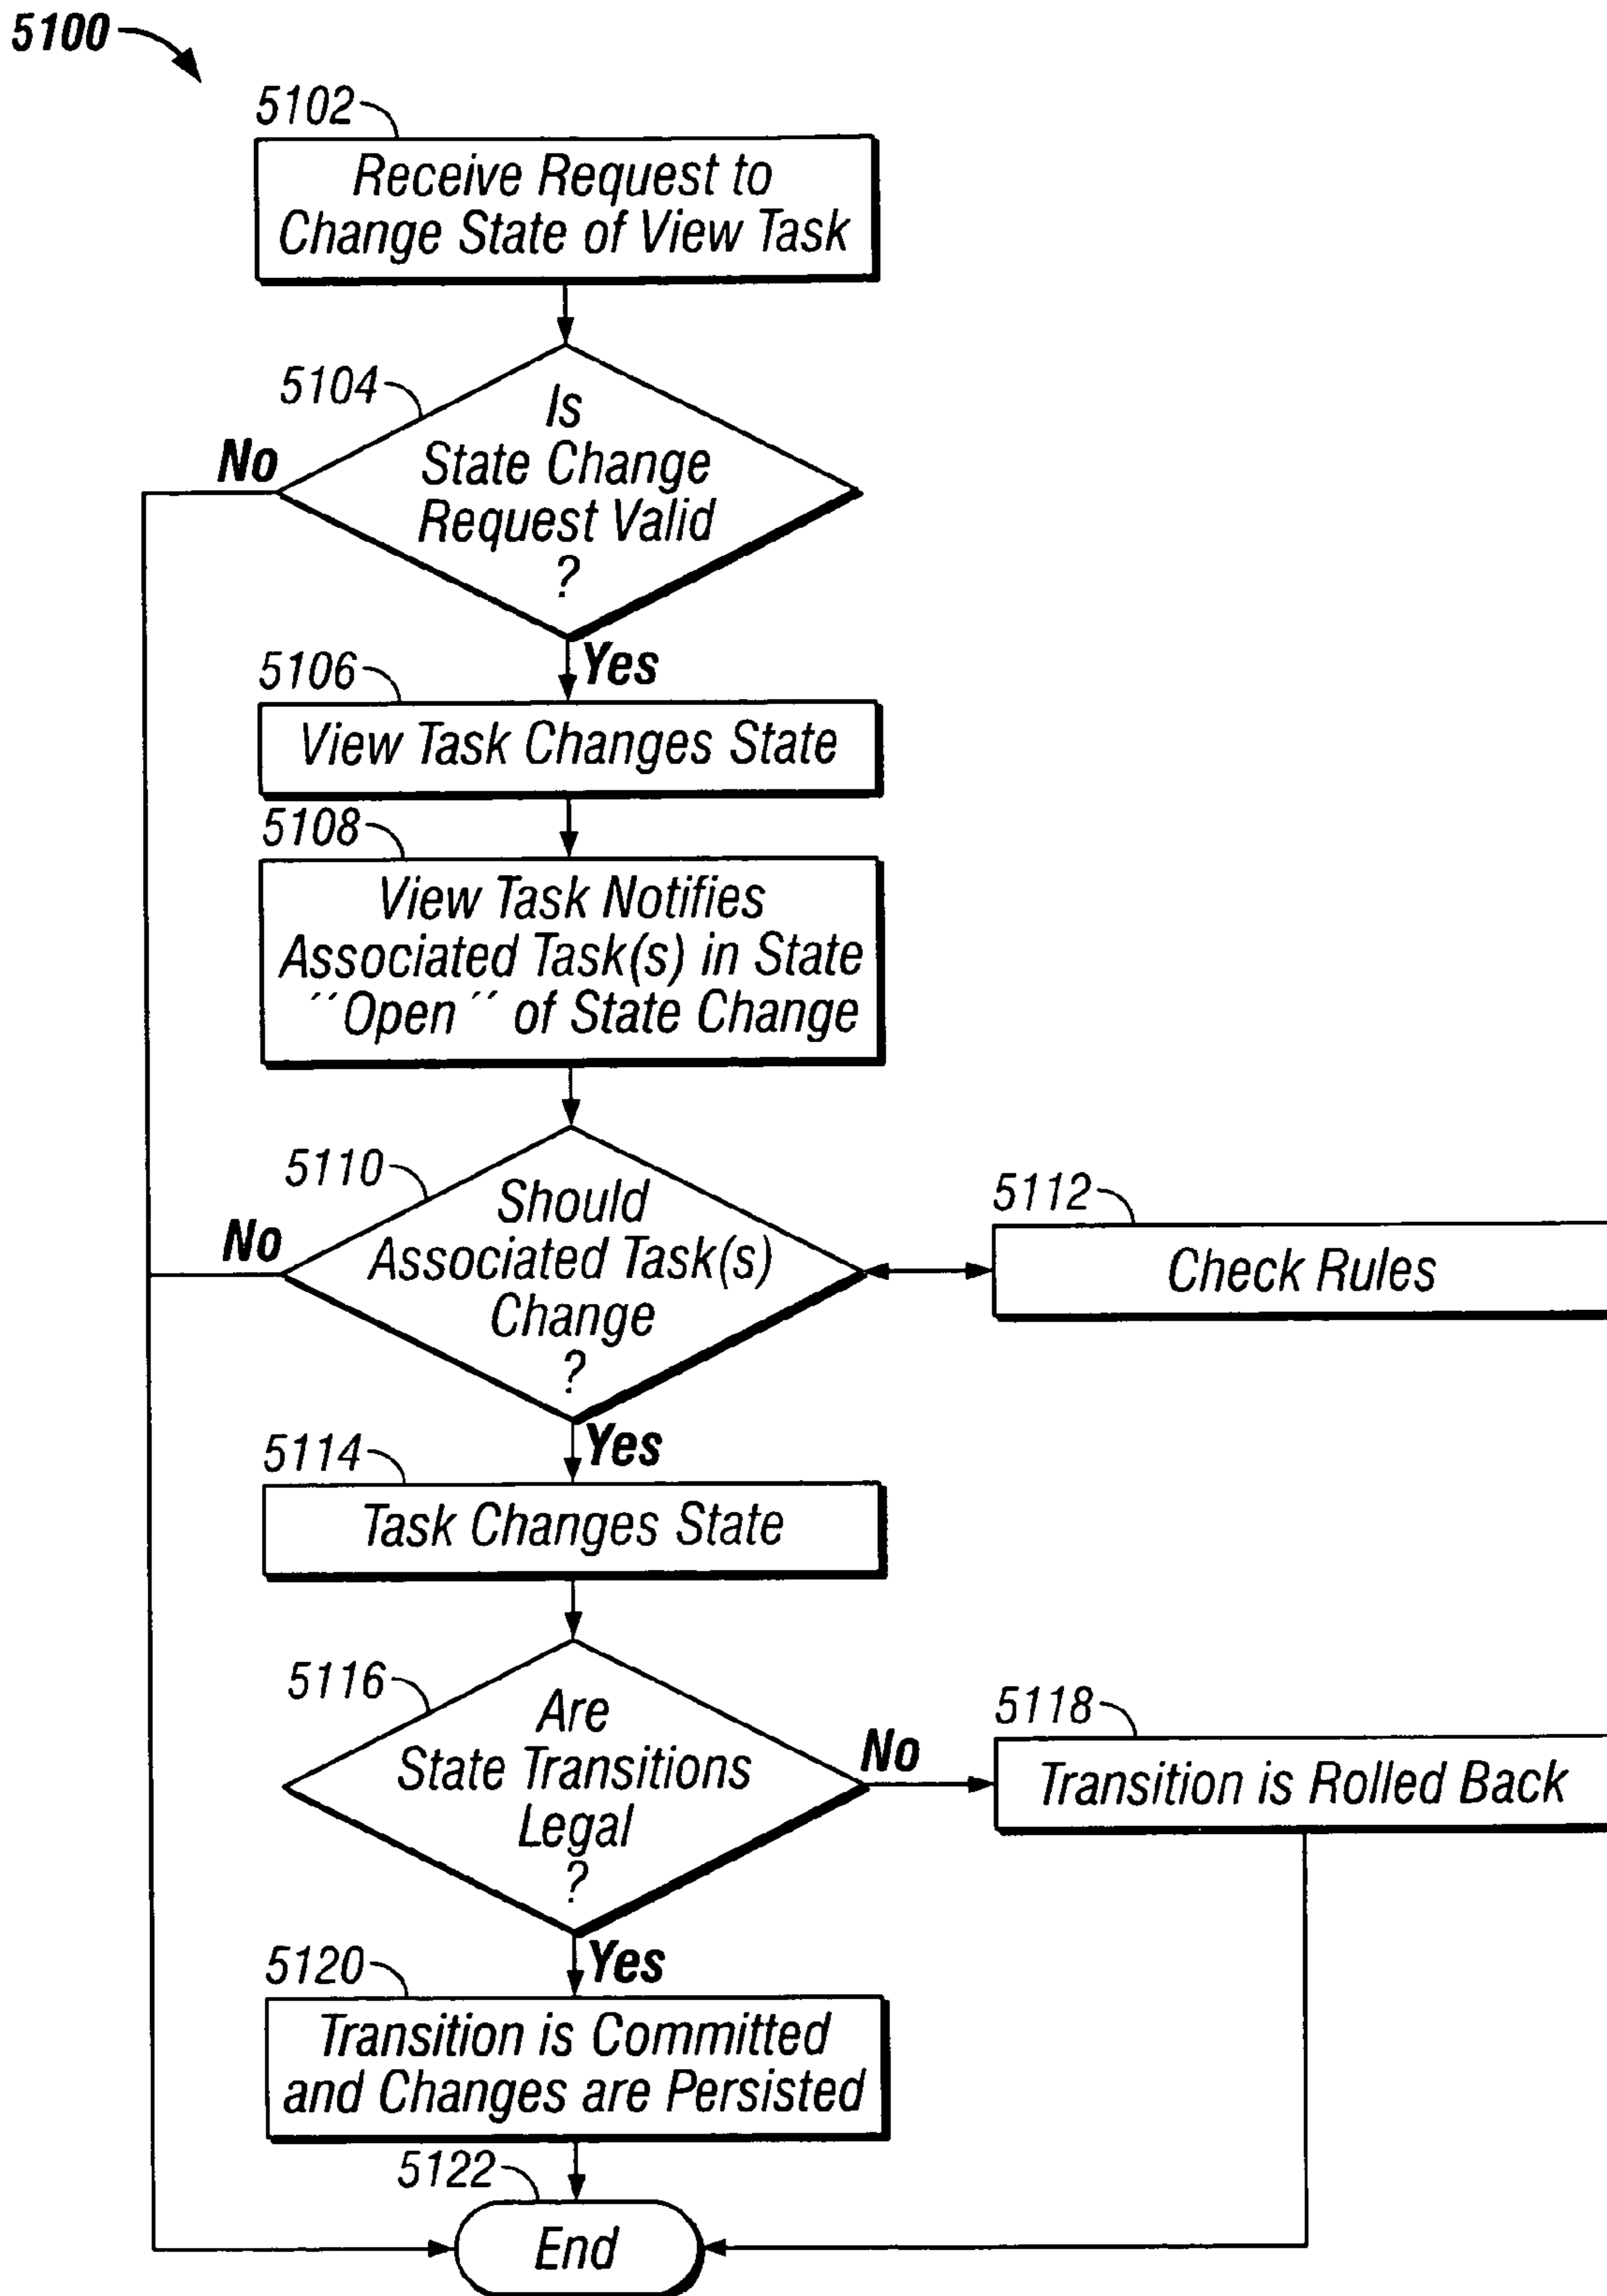 5100
5102
Receive Request to
Change State of View Task
5104
Is
State Change
Request Valid
?
No
Yes
5106
View Task Changes State
5108
View Task Notifies
Associated Task(s) in State
´´Open´´ of State Change
5110
Should
Associated Task(s)
Change
?
No
5112
Check Rules
Yes
5114
Task Changes State
5116
Are
State Transitions
Legal
?
No
5118
Transition is Rolled Back
Yes
5120
Transition is Committed
and Changes are Persisted
5122
End